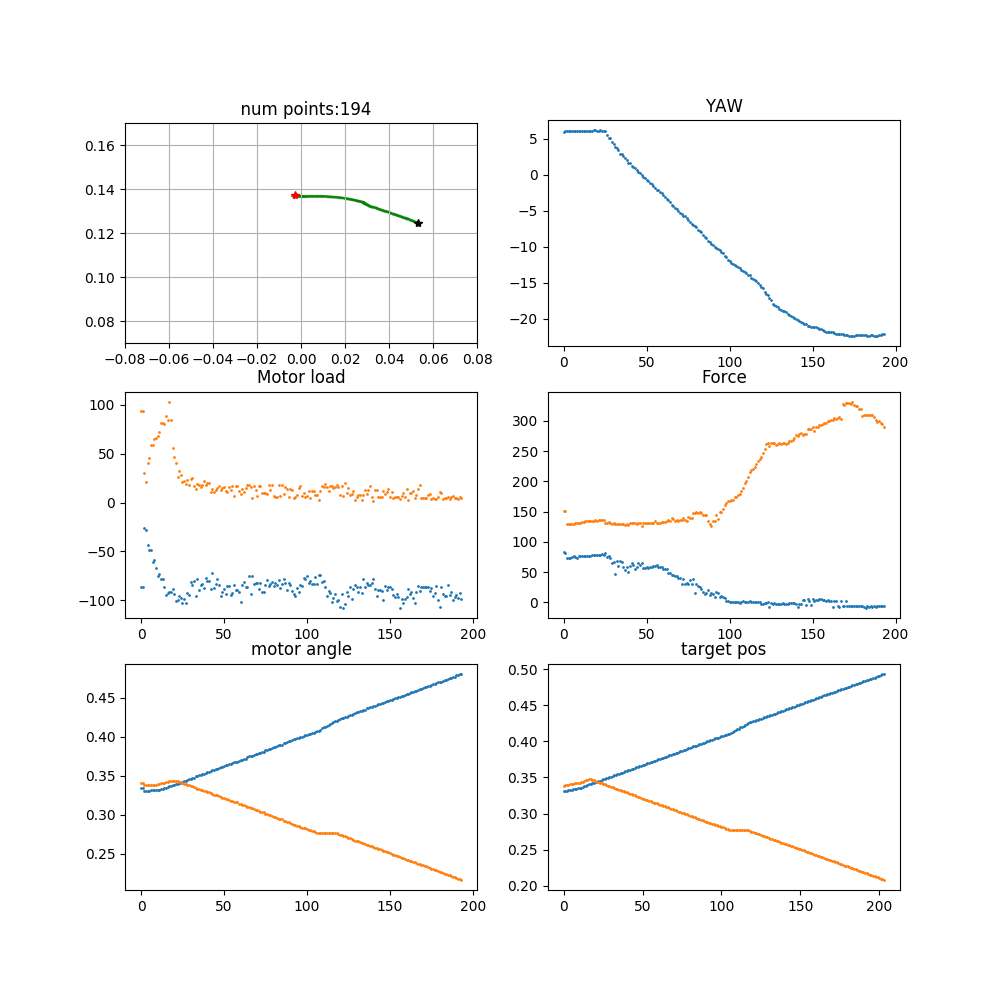 num points:194
0.16
0.14
0.12
0.10
0.08
−0.08 −0.06 −0.04 −0.02 0.00 0.02 0.04 0.06 0.08
YAW
5
0
−5
−10
−15
−20
0 50 100 150 200
Motor load
100
50
0
−50
−100
0 50 100 150 200
Force
300
250
200
150
100
50
0
0 50 100 150 200
motor angle
0.45
0.40
0.35
0.30
0.25
0 50 100 150 200
target pos
0.50
0.45
0.40
0.35
0.30
0.25
0.20
0 50 100 150 200